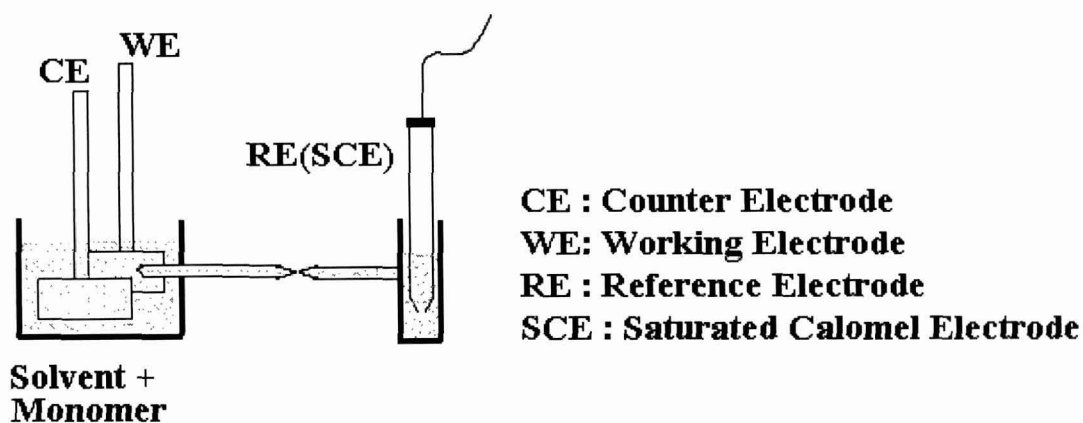 WE
CE
RE(SCE)
CE : Counter Electrode
WE: Working Electrode
RE : Reference Electrode
SCE : Saturated Calomel Electrode
Solvent +
Monomer